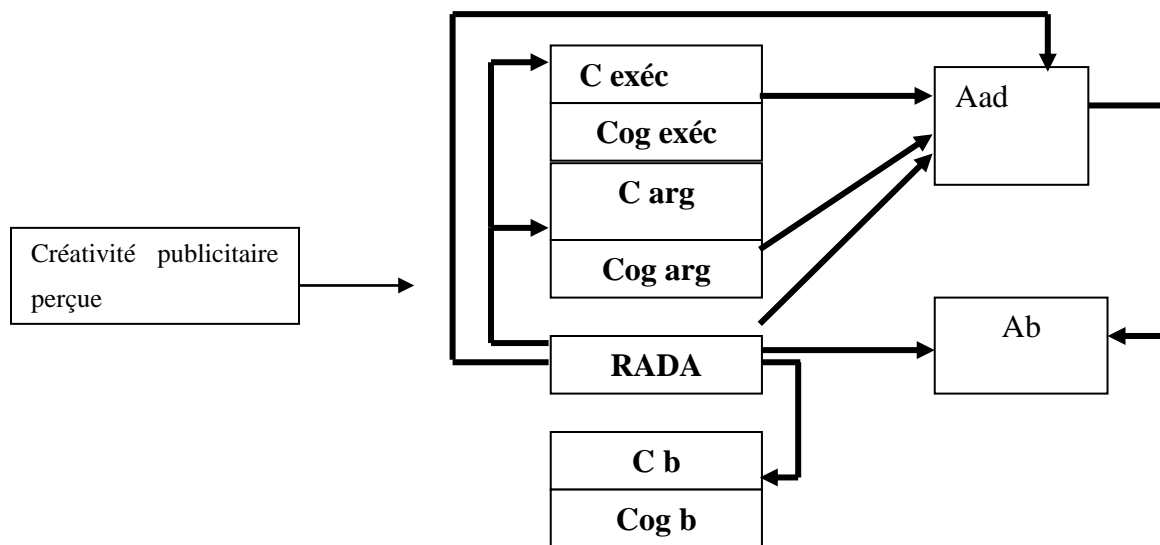 C exéc
Cog exéc
C arg
Cog arg
Aad
Créativité publicitaire
perçue
RADA
Ab
C b
Cog b